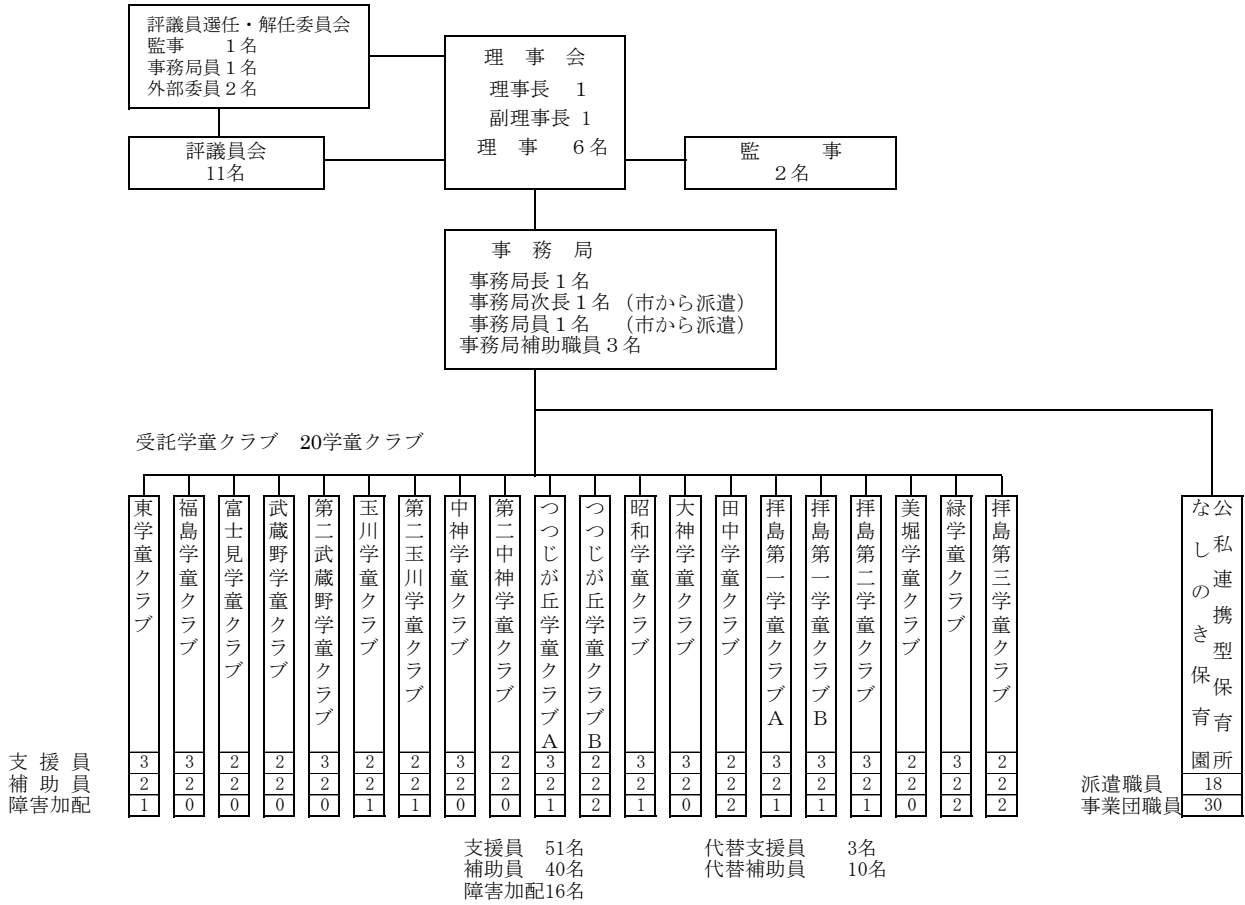 評議員選任・解任委員会
監事　　１名
事務局員１名
外部委員２名
理　事　会
理事長　１
副理事長 １
理　事　６名
評議員会
11名
監　　　事
２名
事　務　局
事務局長１名
事務局次長１名（市から派遣）
事務局員１名　（市から派遣）
事務局補助職員３名
受託学童クラブ　20学童クラブ
東学童クラブ
福島学童クラブ
富士見学童クラブ
武蔵野学童クラブ
第二武蔵野学童クラブ
玉川学童クラブ
第二玉川学童クラブ
中神学童クラブ
第二中神学童クラブ
つつじが丘学童クラブA
つつじが丘学童クラブB
昭和学童クラブ
大神学童クラブ
田中学童クラブ
拝島第一学童クラブA
拝島第一学童クラブB
拝島第二学童クラブ
美堀学童クラブ
緑学童クラブ
拝島第三学童クラブ
公私連携型保育所
なしのき保育園
支援員 3 3 2 2 3 2 2 3 2 3 2 3 3 2 3 3 3 2 3 2
補助員 2 2 2 2 2 2 2 2 2 2 2 2 2 2 2 2 2 2 2 2
障害加配 1 0 0 0 0 1 1 0 0 1 2 1 0 2 1 1 1 0 2 2
派遣職員 18
事業団職員 30
支援員　51名
補助員　40名
障害加配16名
代替支援員　3名
代替補助員　10名